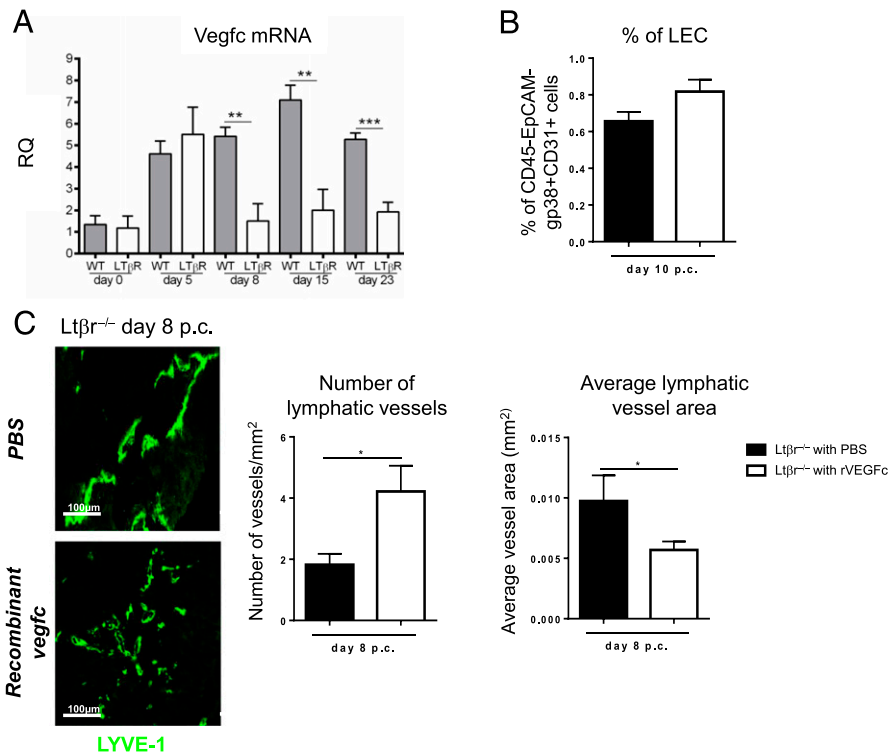 A
Vegfc mRNA
RQ
9
8
7
6
5
4
3
2
1
0
** ** ***
WT LTβR WT LTβR WT LTβR WT LTβR WT LTβR
day 0 day 5 day 8 day 15 day 23
B
% of LEC
% of CD45-EpCAM-
gp38+CD31+ cells
1.0
0.8
0.6
0.4
0.2
0.0
day 10 p.c.
C
Ltβr–/– day 8 p.c.
PBS
100µm
Recombinant
vegfc
100µm
LYVE-1
Number of
lymphatic vessels
Number of vessels/mm2
6
4
2
0
*
day 8 p.c.
Average lymphatic
vessel area
Average vessel area (mm2)
0.015
0.010
0.005
0.000
*
day 8 p.c.
Ltβr–/– with PBS
Ltβr–/– with rVEGFc